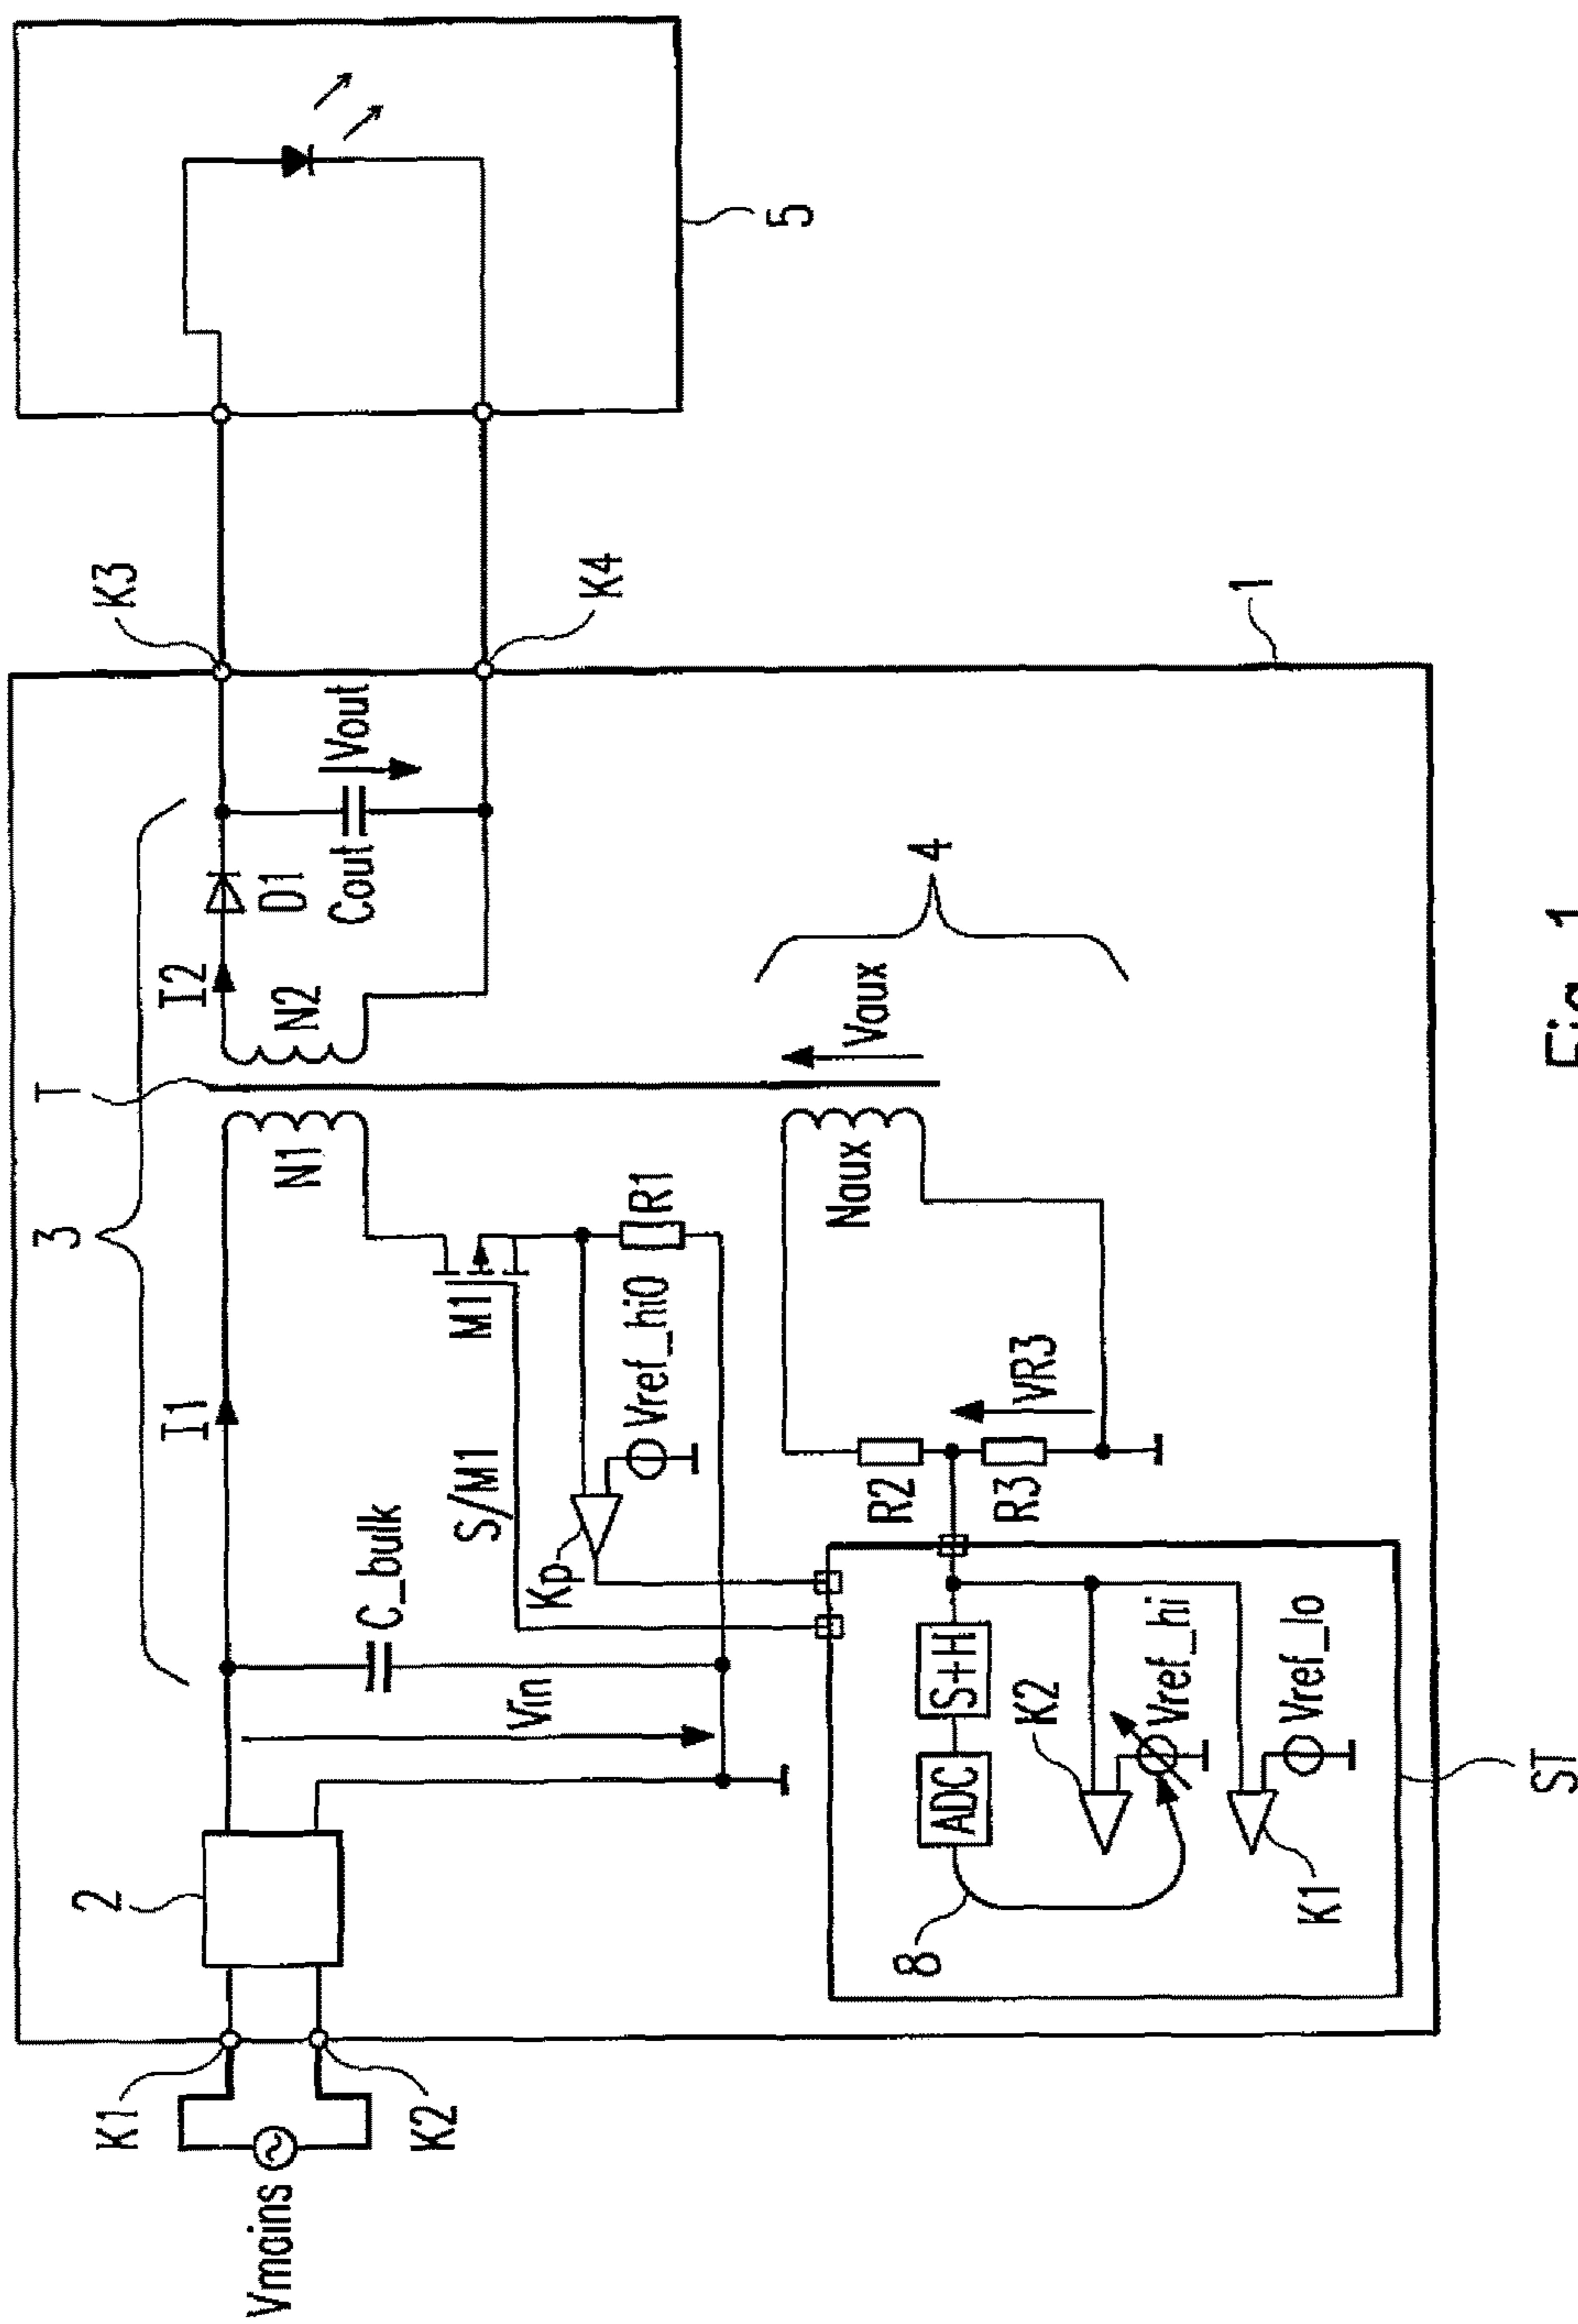 3
T
K3
I1
I2
2
N1
N2
D1
K1
Vmains
K2
C_bulk
Vin
S/M1
M1
Cout
Vout
K4
Kp
Vref_hi0
R1
5
Naux
Vaux
4
R2
R3
VR3
8
ADC
S+H
K2
Vref_hi
K1
Vref_lo
1
ST
Fig. 1